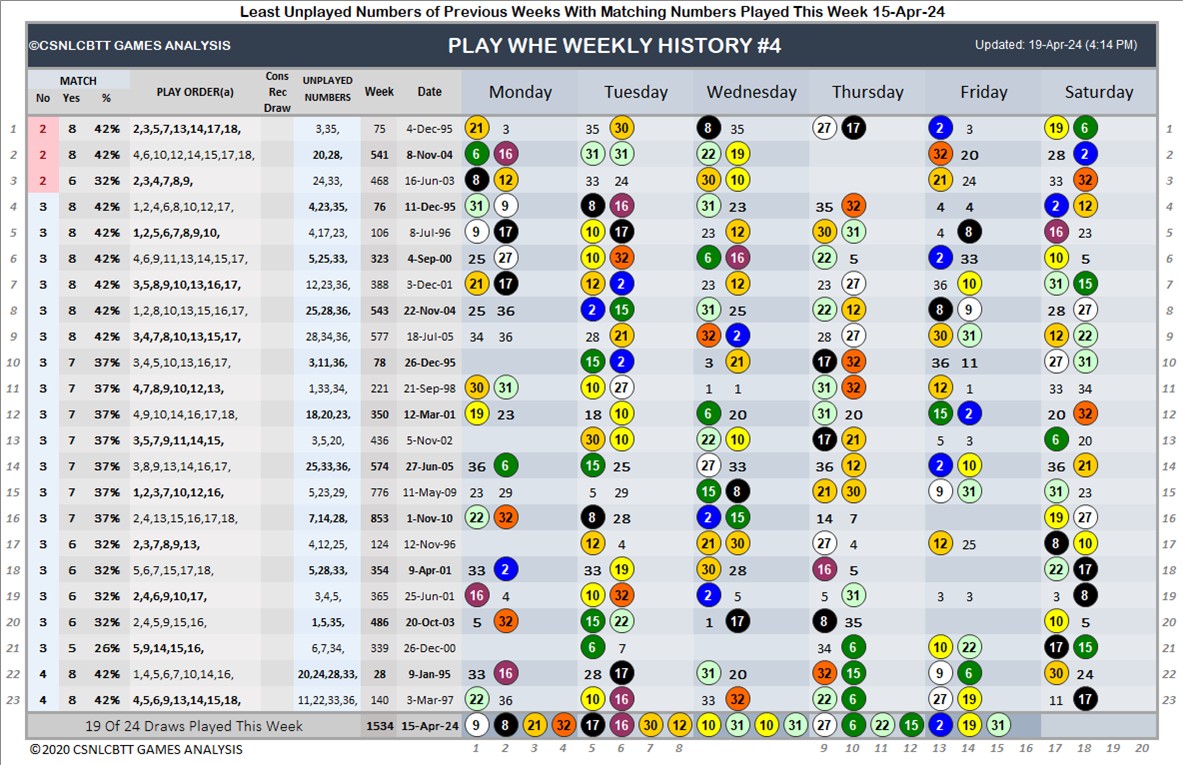 Least Unplayed Numbers of Previous Weeks With Matching Numbers Played This Week 15-Apr-24
©CSNLCBTT GAMES ANALYSIS PLAY WHE WEEKLY HISTORY #4 Updated: 19-Apr-24 (4:14 PM)
MATCH No Yes % PLAY ORDER(a) Cons Rec Draw UNPLAYED NUMBERS Week Date Monday Tuesday Wednesday Thursday Friday Saturday
1 2 8 42% 2,3,5,7,13,14,17,18, 3,35, 75 4-Dec-95 21 3 35 30 8 35 27 17 2 3 19 6 1
2 2 8 42% 4,6,10,12,14,15,17,18, 20,28, 541 8-Nov-04 6 16 31 31 22 19 32 20 28 2 2
3 2 6 32% 2,3,4,7,8,9, 24,33, 468 16-Jun-03 8 12 33 24 30 10 21 24 33 32 3
4 3 8 42% 1,2,4,6,8,10,12,17, 4,23,35, 76 11-Dec-95 31 9 8 16 31 23 35 32 4 4 2 12 4
5 3 8 42% 1,2,5,6,7,8,9,10, 4,17,23, 106 8-Jul-96 9 17 10 17 23 12 30 31 4 8 16 23 5
6 3 8 42% 4,6,9,11,13,14,15,17, 5,25,33, 323 4-Sep-00 25 27 10 32 6 16 22 5 2 33 10 5 6
7 3 8 42% 3,5,8,9,10,13,16,17, 12,23,36, 388 3-Dec-01 21 17 12 2 23 12 23 27 36 10 31 15 7
8 3 8 42% 1,2,8,10,13,15,16,17, 25,28,36, 543 22-Nov-04 25 36 2 15 31 25 22 12 8 9 28 27 8
9 3 8 42% 3,4,7,8,10,13,15,17, 28,34,36, 577 18-Jul-05 34 36 28 21 32 2 28 27 30 31 12 22 9
10 3 7 37% 3,4,5,10,13,16,17, 3,11,36, 78 26-Dec-95 15 2 3 21 17 32 36 11 27 31 10
11 3 7 37% 4,7,8,9,10,12,13, 1,33,34, 221 21-Sep-98 30 31 10 27 1 1 31 32 12 1 33 34 11
12 3 7 37% 4,9,10,14,16,17,18, 18,20,23, 350 12-Mar-01 19 23 18 10 6 20 31 20 15 2 20 32 12
13 3 7 37% 3,5,7,9,11,14,15, 3,5,20, 436 5-Nov-02 30 10 22 10 17 21 5 3 6 20 13
14 3 7 37% 3,8,9,13,14,16,17, 25,33,36, 574 27-Jun-05 36 6 15 25 27 33 36 12 2 10 36 21 14
15 3 7 37% 1,2,3,7,10,12,16, 5,23,29, 776 11-May-09 23 29 5 29 15 8 21 30 9 31 31 23 15
16 3 7 37% 2,4,13,15,16,17,18, 7,14,28, 853 1-Nov-10 22 32 8 28 2 15 14 7 19 27 16
17 3 6 32% 2,3,7,8,9,13, 4,12,25, 124 12-Nov-96 12 4 21 30 27 4 12 25 8 10 17
18 3 6 32% 5,6,7,15,17,18, 5,28,33, 354 9-Apr-01 33 2 33 19 30 28 16 5 22 17 18
19 3 6 32% 2,4,6,9,10,17, 3,4,5, 365 25-Jun-01 16 4 10 32 2 5 5 31 3 3 3 8 19
20 3 6 32% 2,4,5,9,15,16, 1,5,35, 486 20-Oct-03 5 32 15 22 1 17 8 35 10 5 20
21 3 5 26% 5,9,14,15,16, 6,7,34, 339 26-Dec-00 6 7 34 6 10 22 17 15 21
22 4 8 42% 1,4,5,6,7,10,14,16, 20,24,28,33, 28 9-Jan-95 33 16 28 17 31 20 32 15 9 6 30 24 22
23 4 8 42% 4,5,6,9,13,14,15,18, 11,22,33,36, 140 3-Mar-97 22 36 10 16 33 32 22 6 27 19 11 17 23
19 Of 24 Draws Played This Week 1534 15-Apr-24 9 8 21 32 17 16 30 12 10 31 10 31 27 6 22 15 2 19 31
© 2020 CSNLCBTT GAMES ANALYSIS 1 2 3 4 5 6 7 8 9 10 11 12 13 14 15 16 17 18 19 20